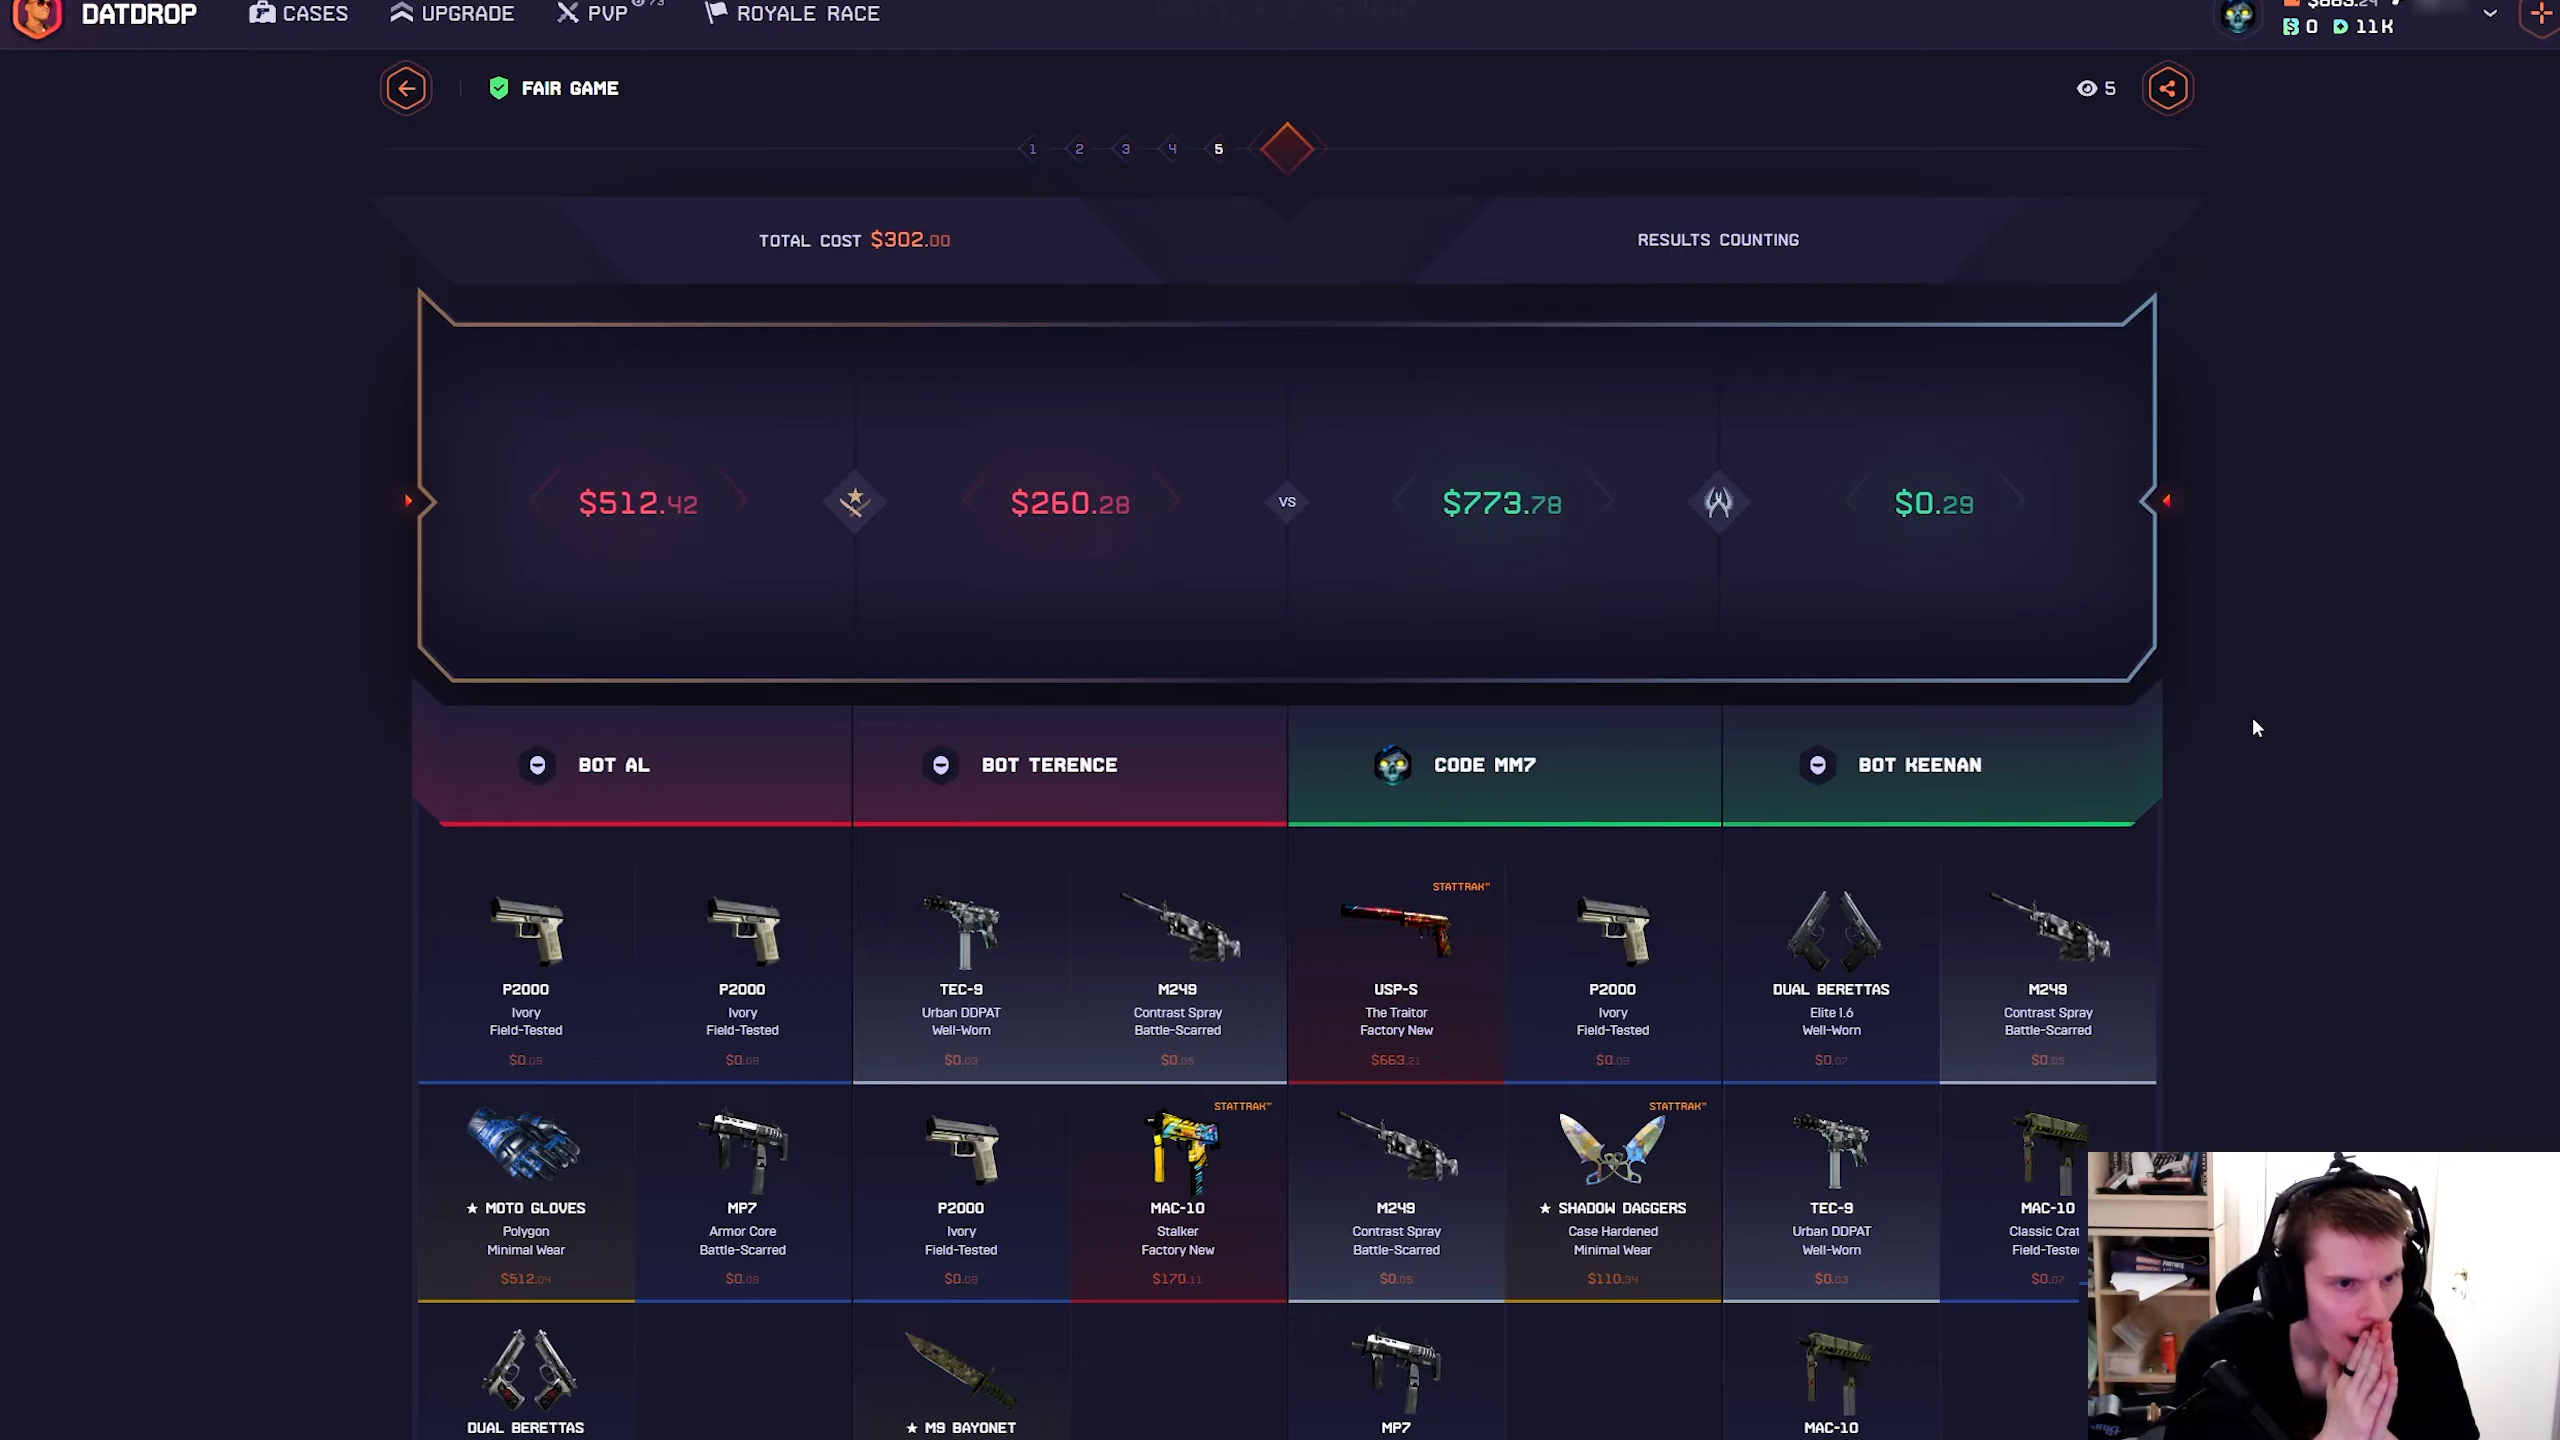 DATDROP CASES UPGRADE PVP 73 ROYALE RACE
0 11K
FAIR GAME
5
1 2 3 4 5
TOTAL COST $302.00
RESULTS COUNTING
$512.42 $260.28 VS $773.78 $0.29
BOT AL BOT TERENCE CODE MM7 BOT KEENAN
STATTRAK™
P2000 P2000 TEC-9 M249 USP-S P2000 DUAL BERETTAS M249
Ivory Ivory Urban DDPAT Contrast Spray The Traitor Ivory Elite 1.6 Contrast Spray
Field-Tested Field-Tested Well-Worn Battle-Scarred Factory New Field-Tested Well-Worn Battle-Scarred
$0.09 $0.09 $0.03 $0.05 $663.21 $0.09 $0.07 $0.05
STATTRAK™ STATTRAK™
★ MOTO GLOVES MP7 P2000 MAC-10 M249 ★ SHADOW DAGGERS TEC-9 MAC-10
Polygon Armor Core Ivory Stalker Contrast Spray Case Hardened Urban DDPAT Classic Crat
Minimal Wear Battle-Scarred Field-Tested Factory New Battle-Scarred Minimal Wear Well-Worn Field-Teste
$512.04 $0.09 $0.09 $170.11 $0.05 $110.34 $0.03 $0.07
DUAL BERETTAS ★ M9 BAYONET MP7 MAC-10